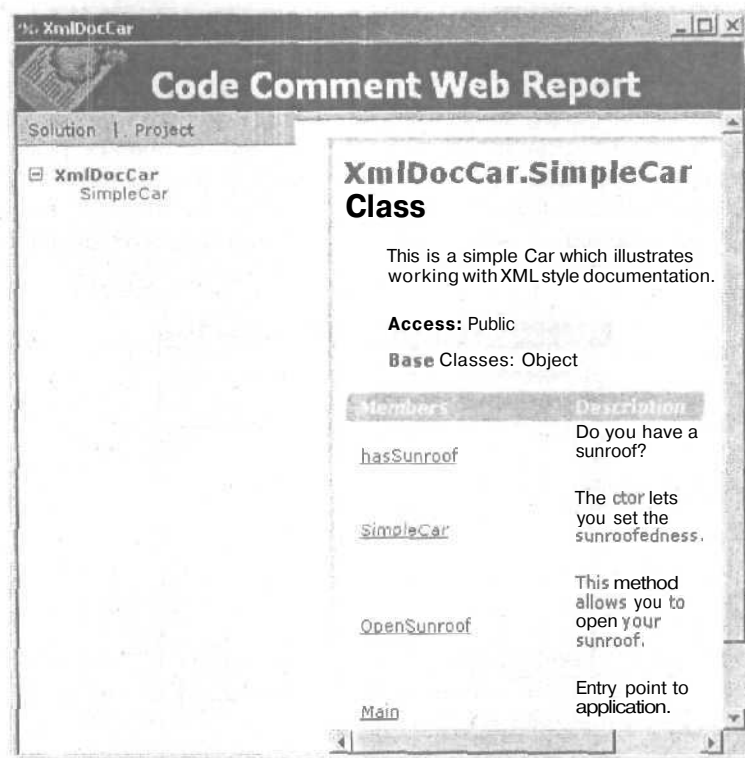 XmlDocCar
Code Comment Web Report
Solution | Project
XmlDocCar
SimpleCar
XmlDocCar.SimpleCar
Class
This is a simple Car which illustrates
working with XML style documentation.
Access: Public
Base Classes: Object
Members Description
hasSunroof
Do you have a
sunroof?
SimpleCar
The ctor lets
you set the
sunroofedness.
OpenSunroof
This method
allows you to
open your
sunroof.
Main
Entry point to
application.